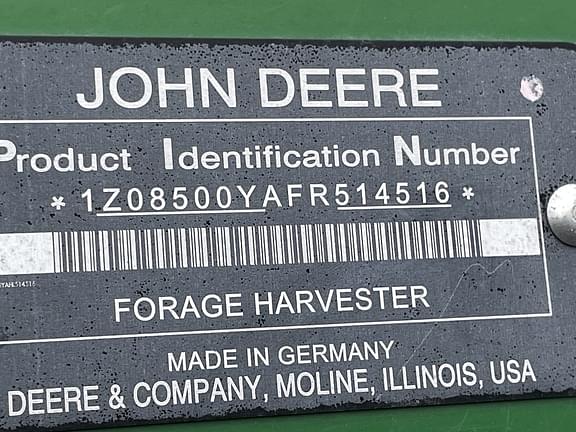 JOHN DEERE
Product Identification Number
* 1Z08500YAFR514516 *
FORAGE HARVESTER
MADE IN GERMANY
DEERE & COMPANY, MOLINE, ILLINOIS, USA